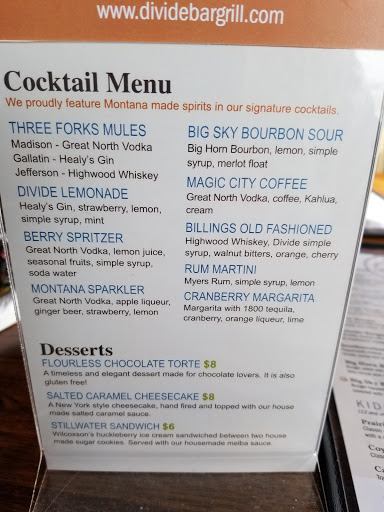 www.dividebargrill.com
Cocktail Menu
We proudly feature Montana made spirits in our signature cocktails.
THREE FORKS MULES
Madison - Great North Vodka
Gallatin - Healy's Gin
Jefferson - Highwood Whiskey
DIVIDE LEMONADE
Healy's Gin, strawberry, lemon,
simple syrup, mint
BERRY SPRITZER
Great North Vodka, lemon juice,
seasonal fruits, simple syrup,
soda water
MONTANA SPARKLER
Great North Vodka, apple liqueur,
ginger beer, strawberry, lemon
BIG SKY BOURBON SOUR
Big Horn Bourbon, lemon, simple
syrup, merlot float
MAGIC CITY COFFEE
Great North Vodka, coffee, Kahlua,
cream
BILLINGS OLD FASHIONED
Highwood Whiskey, Divide simple
syrup, walnut bitters, orange, cherry
RUM MARTINI
Myers Rum, simple syrup, lemon
CRANBERRY MARGARITA
Margarita with 1800 tequila,
cranberry, orange liqueur, lime
Desserts
FLOURLESS CHOCOLATE TORTE $8
A timeless and elegant dessert made for chocolate lovers. It is also
gluten free!
SALTED CARAMEL CHEESECAKE $8
A New York style cheesecake, hand fired and topped with our house
made salted caramel sauce.
STILLWATER SANDWICH $6
Wilcoxson's huckleberry ice cream sandwiched between two house
made sugar cookies. Served with our housemade melba sauce.
KID
Prairi
Classic